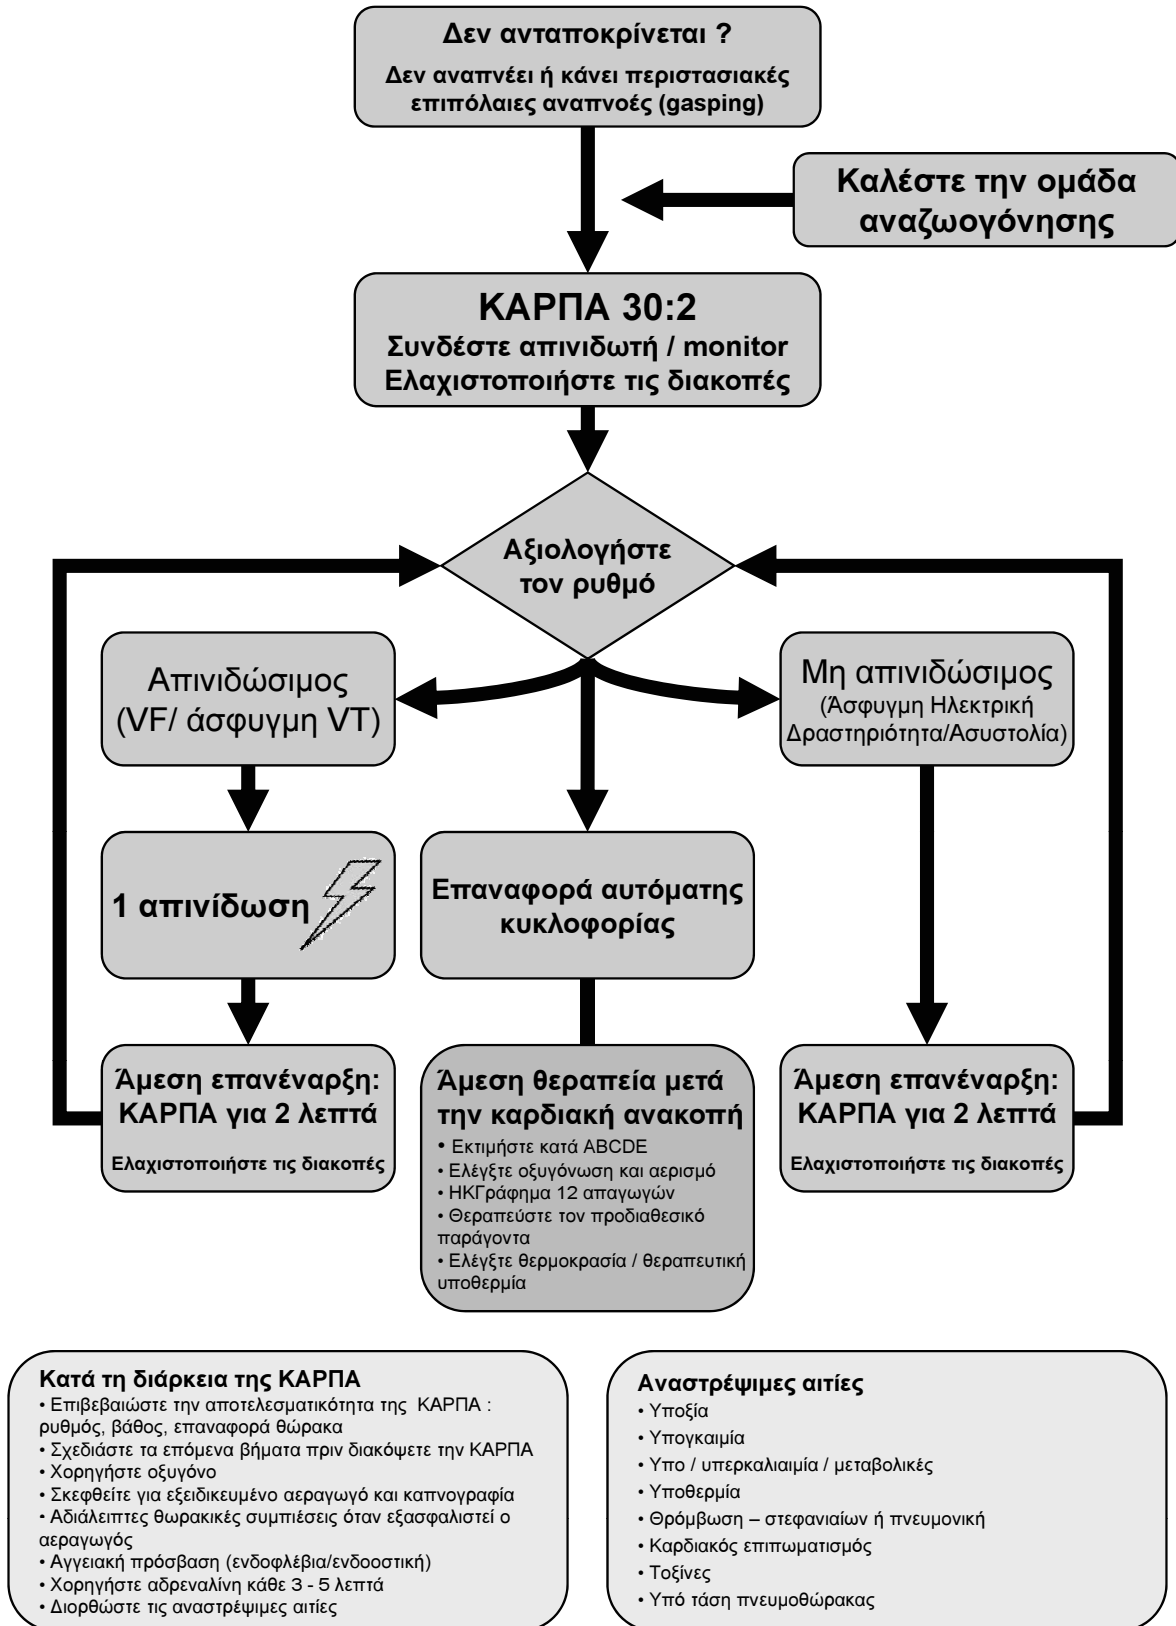 Δεν ανταποκρίνεται ?
Δεν αναπνέει ή κάνει περιστασιακές
επιπόλαιες αναπνοές (gasping)
Καλέστε την ομάδα
αναζωογόνησης
ΚΑΡΠΑ 30:2
Συνδέστε απινιδωτή / monitor
Ελαχιστοποιήστε τις διακοπές
Αξιολογήστε
τον ρυθμό
Απινιδώσιμος
(VF/ άσφυγμη VT)
Μη απινιδώσιμος
(Άσφυγμη Ηλεκτρική
Δραστηριότητα/Ασυστολία)
1 απινίδωση
Επαναφορά αυτόματης
κυκλοφορίας
Άμεση επανέναρξη:
ΚΑΡΠΑ για 2 λεπτά
Ελαχιστοποιήστε τις διακοπές
Άμεση θεραπεία μετά
την καρδιακή ανακοπή
• Εκτιμήστε κατά ABCDE
• Ελέγξτε οξυγόνωση και αερισμό
• ΗΚΓράφημα 12 απαγωγών
• Θεραπεύστε τον προδιαθεσικό
παράγοντα
• Ελέγξτε θερμοκρασία / θεραπευτική
υποθερμία
Άμεση επανέναρξη:
ΚΑΡΠΑ για 2 λεπτά
Ελαχιστοποιήστε τις διακοπές
Κατά τη διάρκεια της ΚΑΡΠΑ
• Επιβεβαιώστε την αποτελεσματικότητα της ΚΑΡΠΑ :
ρυθμός, βάθος, επαναφορά θώρακα
• Σχεδιάστε τα επόμενα βήματα πριν διακόψετε την ΚΑΡΠΑ
• Χορηγήστε οξυγόνο
• Σκεφθείτε για εξειδικευμένο αεραγωγό και καπνογραφία
• Αδιάλειπτες θωρακικές συμπιέσεις όταν εξασφαλιστεί ο
αεραγωγός
• Αγγειακή πρόσβαση (ενδοφλέβια/ενδοοστική)
• Χορηγήστε αδρεναλίνη κάθε 3 - 5 λεπτά
• Διορθώστε τις αναστρέψιμες αιτίες
Αναστρέψιμες αιτίες
• Υποξία
• Υπογκαιμία
• Υπο / υπερκαλιαιμία / μεταβολικές
• Υποθερμία
• Θρόμβωση – στεφανιαίων ή πνευμονική
• Καρδιακός επιπωματισμός
• Τοξίνες
• Υπό τάση πνευμοθώρακας